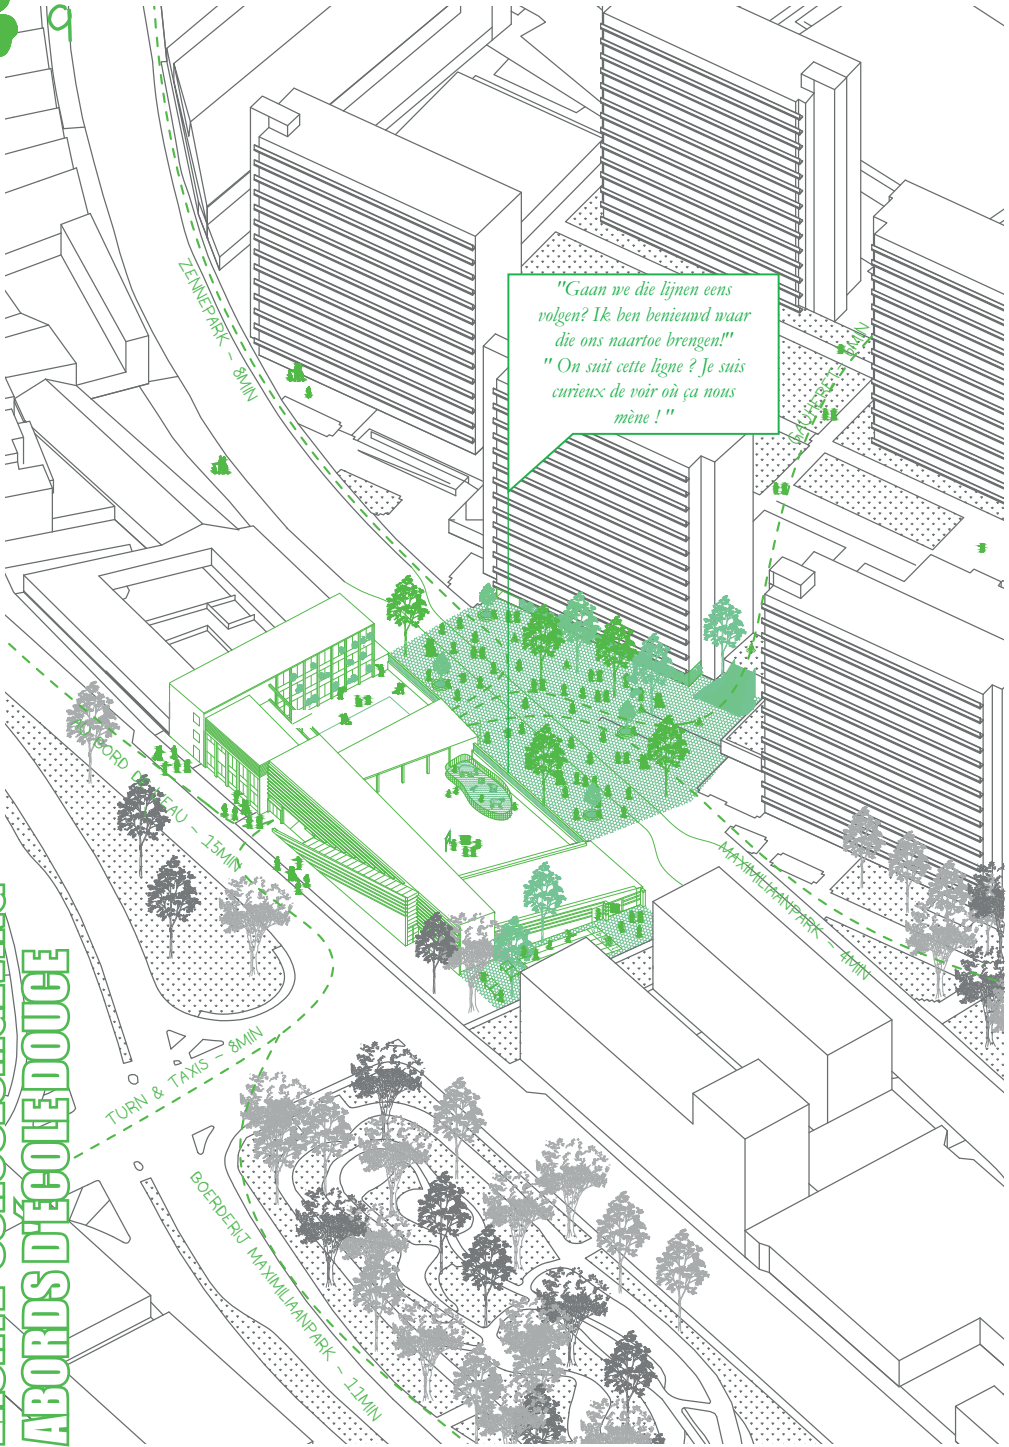 9
ZENNEPARK - 8MIN
"Gaan we die lijnen eens
volgen? Ik ben benieuwd waar
die ons naartoe brengen!"
" On suit cette ligne ? Je suis
curieux de voir où ça nous
mène ! "
MAXIMILIAANPARK - 4MIN
TURN & TAXIS - 8MIN
BOERDERIJ MAXIMILIAANPARK - 11MIN
ABORDS D'ÉCOLE DOUCE